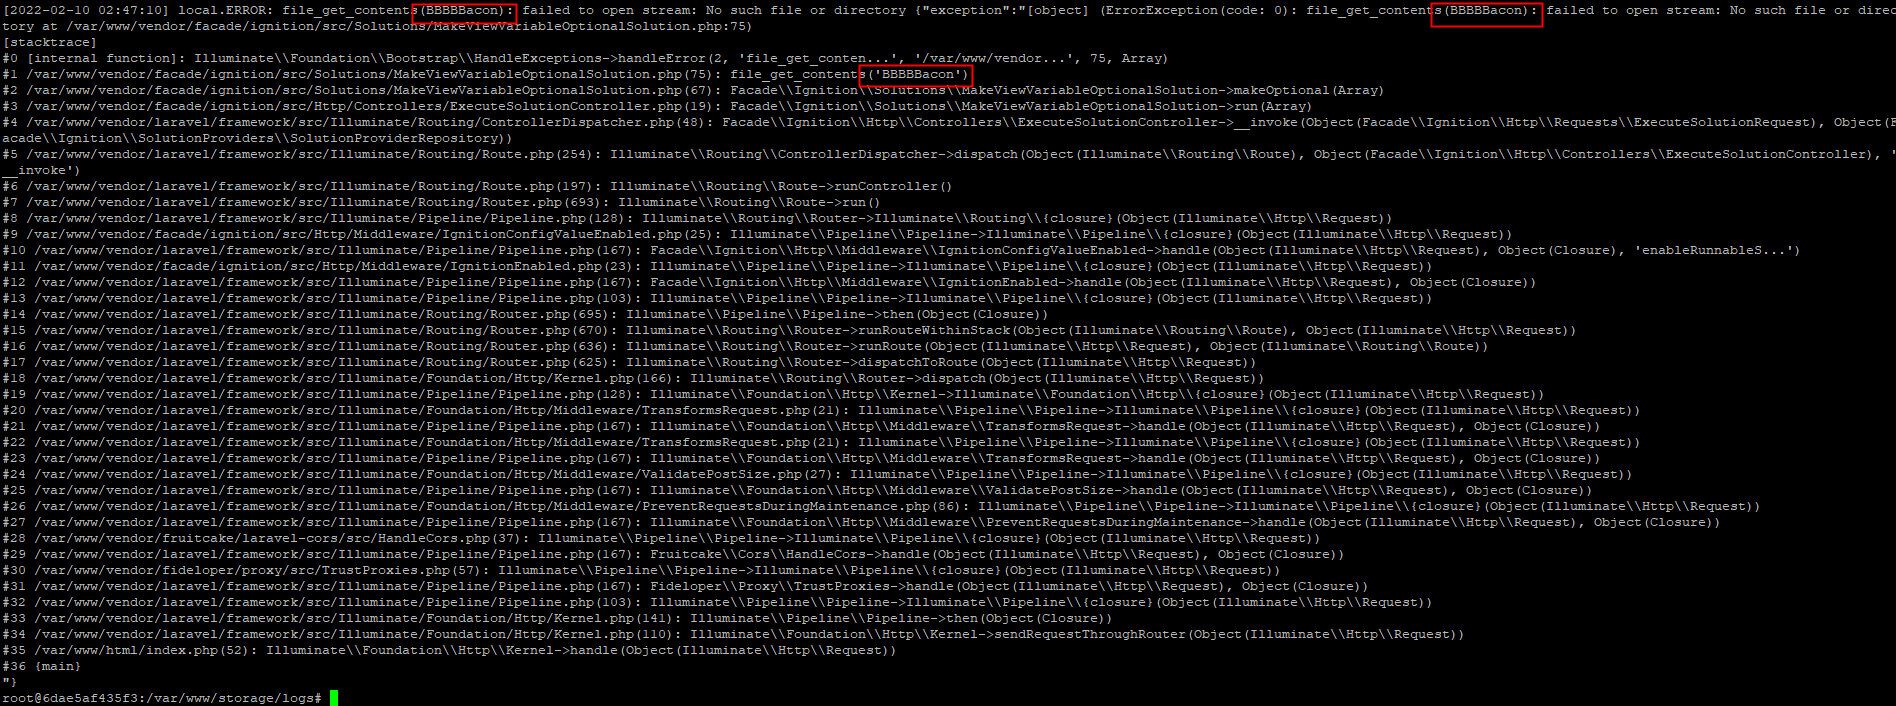 [2022-02-10 02:47:10] local.ERROR: file_get_contents(BBBBBacon): failed to open stream: No such file or directory {"exception":"[object] (ErrorException(code: 0): file_get_contents(BBBBBacon): failed to open stream: No such file or direc
tory at /var/www/vendor/facade/ignition/src/Solutions/MakeViewVariableOptionalSolution.php:75)
[stacktrace]
#0 [internal function]: Illuminate\\Foundation\\Bootstrap\\HandleExceptions->handleError(2, 'file_get_conten...', '/var/www/vendor...', 75, Array)
#1 /var/www/vendor/facade/ignition/src/Solutions/MakeViewVariableOptionalSolution.php(75): file_get_contents('BBBBBacon')
#2 /var/www/vendor/facade/ignition/src/Solutions/MakeViewVariableOptionalSolution.php(67): Facade\\Ignition\\Solutions\\MakeViewVariableOptionalSolution->makeOptional(Array)
#3 /var/www/vendor/facade/ignition/src/Http/Controllers/ExecuteSolutionController.php(19): Facade\\Ignition\\Solutions\\MakeViewVariableOptionalSolution->run(Array)
#4 /var/www/vendor/laravel/framework/src/Illuminate/Routing/ControllerDispatcher.php(48): Facade\\Ignition\\Http\\Controllers\\ExecuteSolutionController->__invoke(Object(Facade\\Ignition\\Http\\Requests\\ExecuteSolutionRequest), Object(F
acade\\Ignition\\SolutionProviders\\SolutionProviderRepository))
#5 /var/www/vendor/laravel/framework/src/Illuminate/Routing/Route.php(254): Illuminate\\Routing\\ControllerDispatcher->dispatch(Object(Illuminate\\Routing\\Route), Object(Facade\\Ignition\\Http\\Controllers\\ExecuteSolutionController), '
__invoke')
#6 /var/www/vendor/laravel/framework/src/Illuminate/Routing/Route.php(197): Illuminate\\Routing\\Route->runController()
#7 /var/www/vendor/laravel/framework/src/Illuminate/Routing/Router.php(693): Illuminate\\Routing\\Route->run()
#8 /var/www/vendor/laravel/framework/src/Illuminate/Pipeline/Pipeline.php(128): Illuminate\\Routing\\Router->Illuminate\\Routing\\{closure}(Object(Illuminate\\Http\\Request))
#9 /var/www/vendor/facade/ignition/src/Http/Middleware/IgnitionConfigValueEnabled.php(25): Illuminate\\Pipeline\\Pipeline->Illuminate\\Pipeline\\{closure}(Object(Illuminate\\Http\\Request))
#10 /var/www/vendor/laravel/framework/src/Illuminate/Pipeline/Pipeline.php(167): Facade\\Ignition\\Http\\Middleware\\IgnitionConfigValueEnabled->handle(Object(Illuminate\\Http\\Request), Object(Closure), 'enableRunnableS...')
#11 /var/www/vendor/facade/ignition/src/Http/Middleware/IgnitionEnabled.php(23): Illuminate\\Pipeline\\Pipeline->Illuminate\\Pipeline\\{closure}(Object(Illuminate\\Http\\Request))
#12 /var/www/vendor/laravel/framework/src/Illuminate/Pipeline/Pipeline.php(167): Facade\\Ignition\\Http\\Middleware\\IgnitionEnabled->handle(Object(Illuminate\\Http\\Request), Object(Closure))
#13 /var/www/vendor/laravel/framework/src/Illuminate/Pipeline/Pipeline.php(103): Illuminate\\Pipeline\\Pipeline->Illuminate\\Pipeline\\{closure}(Object(Illuminate\\Http\\Request))
#14 /var/www/vendor/laravel/framework/src/Illuminate/Routing/Router.php(695): Illuminate\\Pipeline\\Pipeline->then(Object(Closure))
#15 /var/www/vendor/laravel/framework/src/Illuminate/Routing/Router.php(670): Illuminate\\Routing\\Router->runRouteWithinStack(Object(Illuminate\\Routing\\Route), Object(Illuminate\\Http\\Request))
#16 /var/www/vendor/laravel/framework/src/Illuminate/Routing/Router.php(636): Illuminate\\Routing\\Router->runRoute(Object(Illuminate\\Http\\Request), Object(Illuminate\\Routing\\Route))
#17 /var/www/vendor/laravel/framework/src/Illuminate/Routing/Router.php(625): Illuminate\\Routing\\Router->dispatchToRoute(Object(Illuminate\\Http\\Request))
#18 /var/www/vendor/laravel/framework/src/Illuminate/Foundation/Http/Kernel.php(166): Illuminate\\Routing\\Router->dispatch(Object(Illuminate\\Http\\Request))
#19 /var/www/vendor/laravel/framework/src/Illuminate/Pipeline/Pipeline.php(128): Illuminate\\Foundation\\Http\\Kernel->Illuminate\\Foundation\\Http\\{closure}(Object(Illuminate\\Http\\Request))
#20 /var/www/vendor/laravel/framework/src/Illuminate/Foundation/Http/Middleware/TransformsRequest.php(21): Illuminate\\Pipeline\\Pipeline->Illuminate\\Pipeline\\{closure}(Object(Illuminate\\Http\\Request))
#21 /var/www/vendor/laravel/framework/src/Illuminate/Pipeline/Pipeline.php(167): Illuminate\\Foundation\\Http\\Middleware\\TransformsRequest->handle(Object(Illuminate\\Http\\Request), Object(Closure))
#22 /var/www/vendor/laravel/framework/src/Illuminate/Foundation/Http/Middleware/TransformsRequest.php(21): Illuminate\\Pipeline\\Pipeline->Illuminate\\Pipeline\\{closure}(Object(Illuminate\\Http\\Request))
#23 /var/www/vendor/laravel/framework/src/Illuminate/Pipeline/Pipeline.php(167): Illuminate\\Foundation\\Http\\Middleware\\TransformsRequest->handle(Object(Illuminate\\Http\\Request), Object(Closure))
#24 /var/www/vendor/laravel/framework/src/Illuminate/Foundation/Http/Middleware/ValidatePostSize.php(27): Illuminate\\Pipeline\\Pipeline->Illuminate\\Pipeline\\{closure}(Object(Illuminate\\Http\\Request))
#25 /var/www/vendor/laravel/framework/src/Illuminate/Pipeline/Pipeline.php(167): Illuminate\\Foundation\\Http\\Middleware\\ValidatePostSize->handle(Object(Illuminate\\Http\\Request), Object(Closure))
#26 /var/www/vendor/laravel/framework/src/Illuminate/Foundation/Http/Middleware/PreventRequestsDuringMaintenance.php(86): Illuminate\\Pipeline\\Pipeline->Illuminate\\Pipeline\\{closure}(Object(Illuminate\\Http\\Request))
#27 /var/www/vendor/laravel/framework/src/Illuminate/Pipeline/Pipeline.php(167): Illuminate\\Foundation\\Http\\Middleware\\PreventRequestsDuringMaintenance->handle(Object(Illuminate\\Http\\Request), Object(Closure))
#28 /var/www/vendor/fruitcake/laravel-cors/src/HandleCors.php(37): Illuminate\\Pipeline\\Pipeline->Illuminate\\Pipeline\\{closure}(Object(Illuminate\\Http\\Request))
#29 /var/www/vendor/laravel/framework/src/Illuminate/Pipeline/Pipeline.php(167): Fruitcake\\Cors\\HandleCors->handle(Object(Illuminate\\Http\\Request), Object(Closure))
#30 /var/www/vendor/fideloper/proxy/src/TrustProxies.php(57): Illuminate\\Pipeline\\Pipeline->Illuminate\\Pipeline\\{closure}(Object(Illuminate\\Http\\Request))
#31 /var/www/vendor/laravel/framework/src/Illuminate/Pipeline/Pipeline.php(167): Fideloper\\Proxy\\TrustProxies->handle(Object(Illuminate\\Http\\Request), Object(Closure))
#32 /var/www/vendor/laravel/framework/src/Illuminate/Pipeline/Pipeline.php(103): Illuminate\\Pipeline\\Pipeline->Illuminate\\Pipeline\\{closure}(Object(Illuminate\\Http\\Request))
#33 /var/www/vendor/laravel/framework/src/Illuminate/Foundation/Http/Kernel.php(141): Illuminate\\Pipeline\\Pipeline->then(Object(Closure))
#34 /var/www/vendor/laravel/framework/src/Illuminate/Foundation/Http/Kernel.php(110): Illuminate\\Foundation\\Http\\Kernel->sendRequestThroughRouter(Object(Illuminate\\Http\\Request))
#35 /var/www/html/index.php(52): Illuminate\\Foundation\\Http\\Kernel->handle(Object(Illuminate\\Http\\Request))
#36 {main}
"}
root@6dae5af435f3:/var/www/storage/logs#